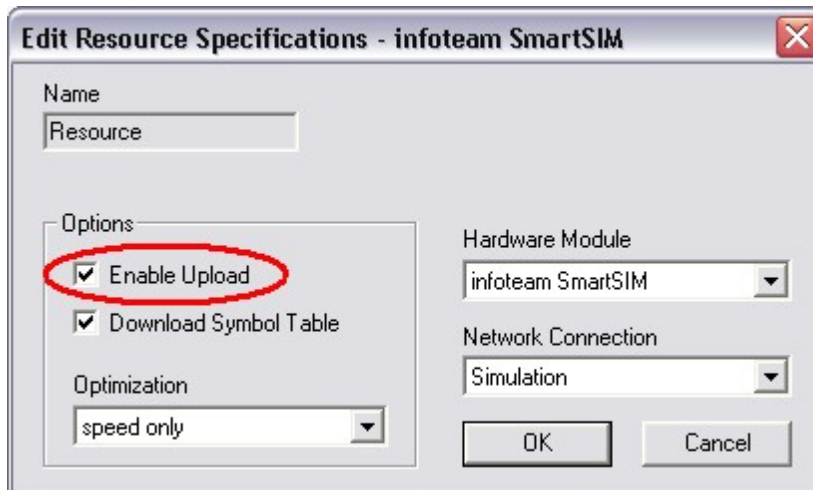 Edit Resource Specifications - infoteam SmartSIM
Name
Resource
Options
Enable Upload
Download Symbol Table
Optimization
speed only
Hardware Module
infoteam SmartSIM
Network Connection
Simulation
OK
Cancel